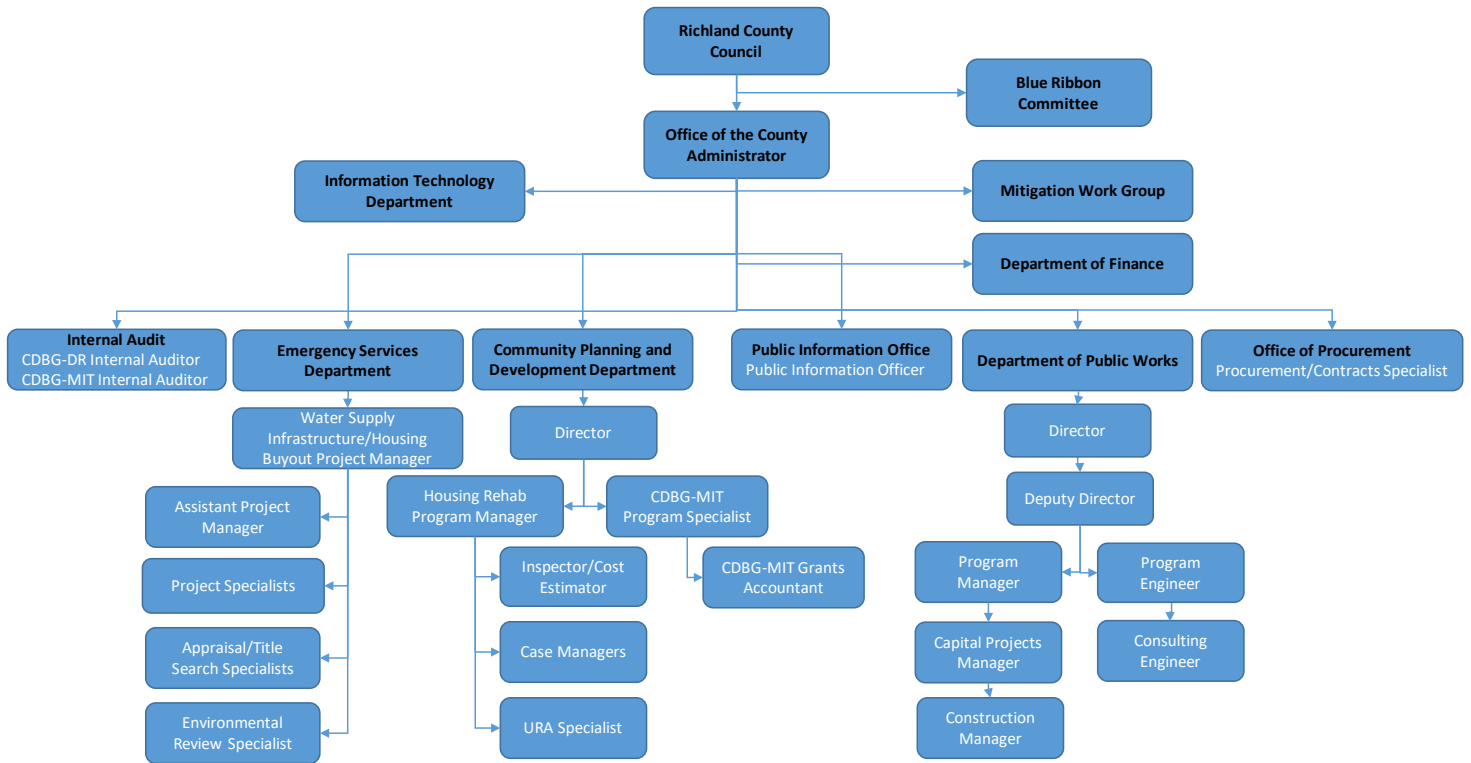 Richland County
Council
Blue Ribbon
Committee
Office of the County
Administrator
Information Technology
Department
Mitigation Work Group
Department of Finance
Internal Audit
CDBG-DR Internal Auditor
CDBG-MIT Internal Auditor
Emergency Services
Department
Community Planning and
Development Department
Public Information Office
Public Information Officer
Department of Public Works
Office of Procurement
Procurement/Contracts Specialist
Water Supply
Infrastructure/Housing
Buyout Project Manager
Director
Director
Assistant Project
Manager
Housing Rehab
Program Manager
CDBG-MIT
Program Specialist
Deputy Director
Project Specialists
Inspector/Cost
Estimator
CDBG-MIT Grants
Accountant
Program
Manager
Program
Engineer
Appraisal/Title
Search Specialists
Case Managers
Capital Projects
Manager
Consulting
Engineer
Environmental
Review Specialist
URA Specialist
Construction
Manager